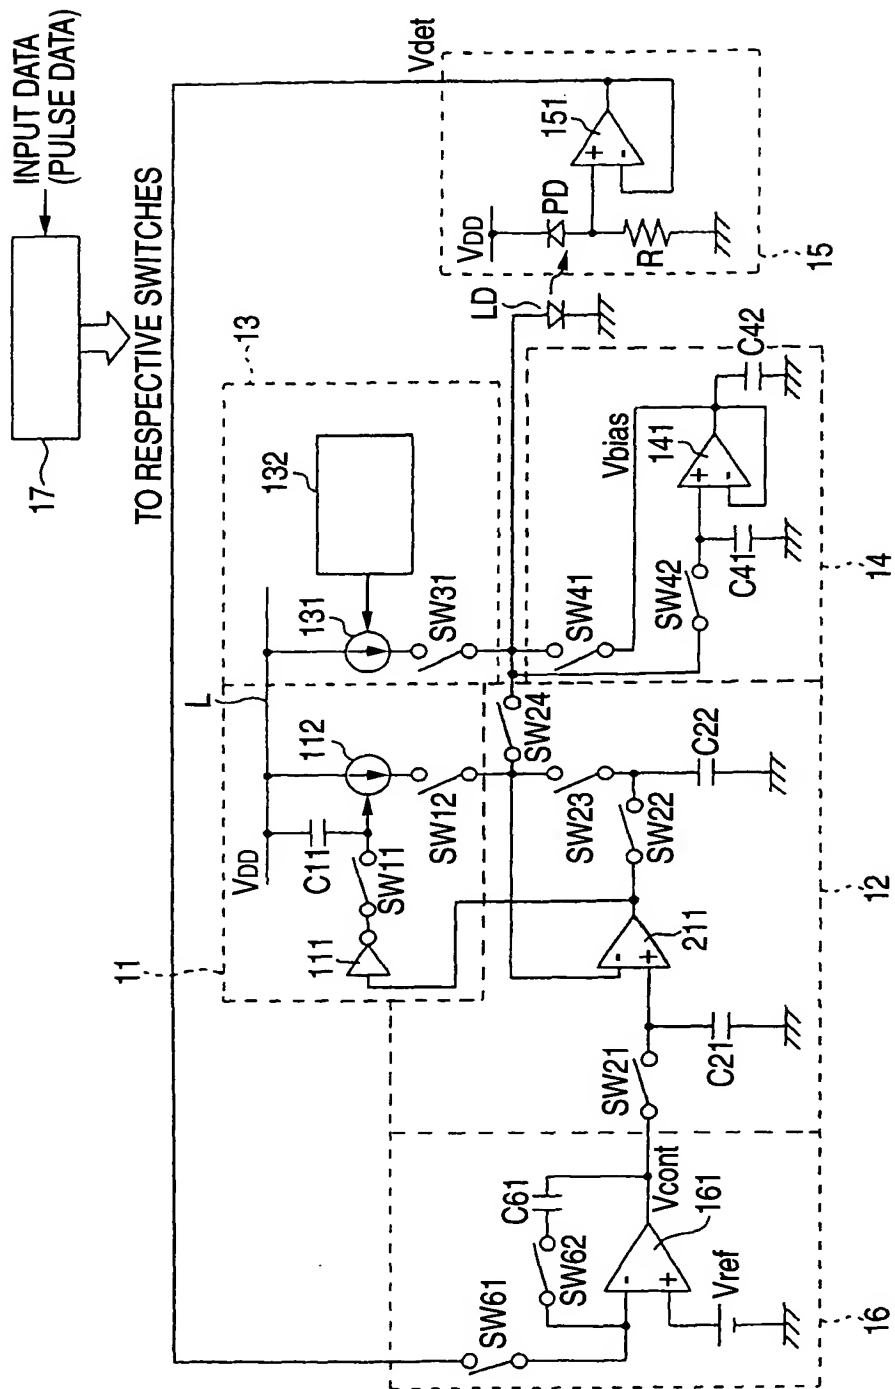 INPUT DATA
(PULSE DATA)
17
TO RESPECTIVE SWITCHES
Vdet
13
132
131
SW31
L
112
SW12
VDD
C11
SW11
111
11
VDD
PD
151
+
-
R
15
LD
C42
Vbias
141
+
-
SW41
SW42
C41
14
SW24
SW23
SW22
C22
211
-
+
12
SW21
C21
Vcont
C61
SW62
SW61
161
-
+
Vref
16